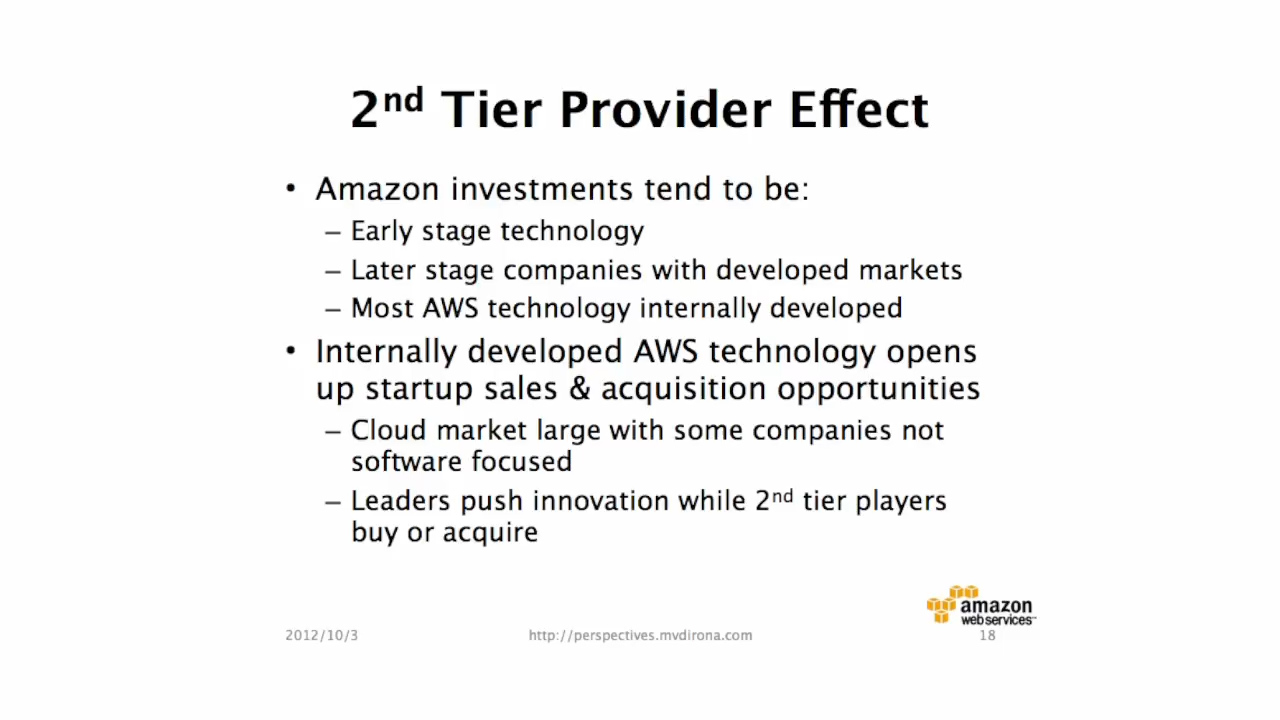 2nd Tier Provider Effect
• Amazon investments tend to be:
– Early stage technology
– Later stage companies with developed markets
– Most AWS technology internally developed
• Internally developed AWS technology opens
up startup sales & acquisition opportunities
– Cloud market large with some companies not
software focused
– Leaders push innovation while 2nd tier players
buy or acquire
amazon
webservices™
2012/10/3
http://perspectives.mvdirona.com
18